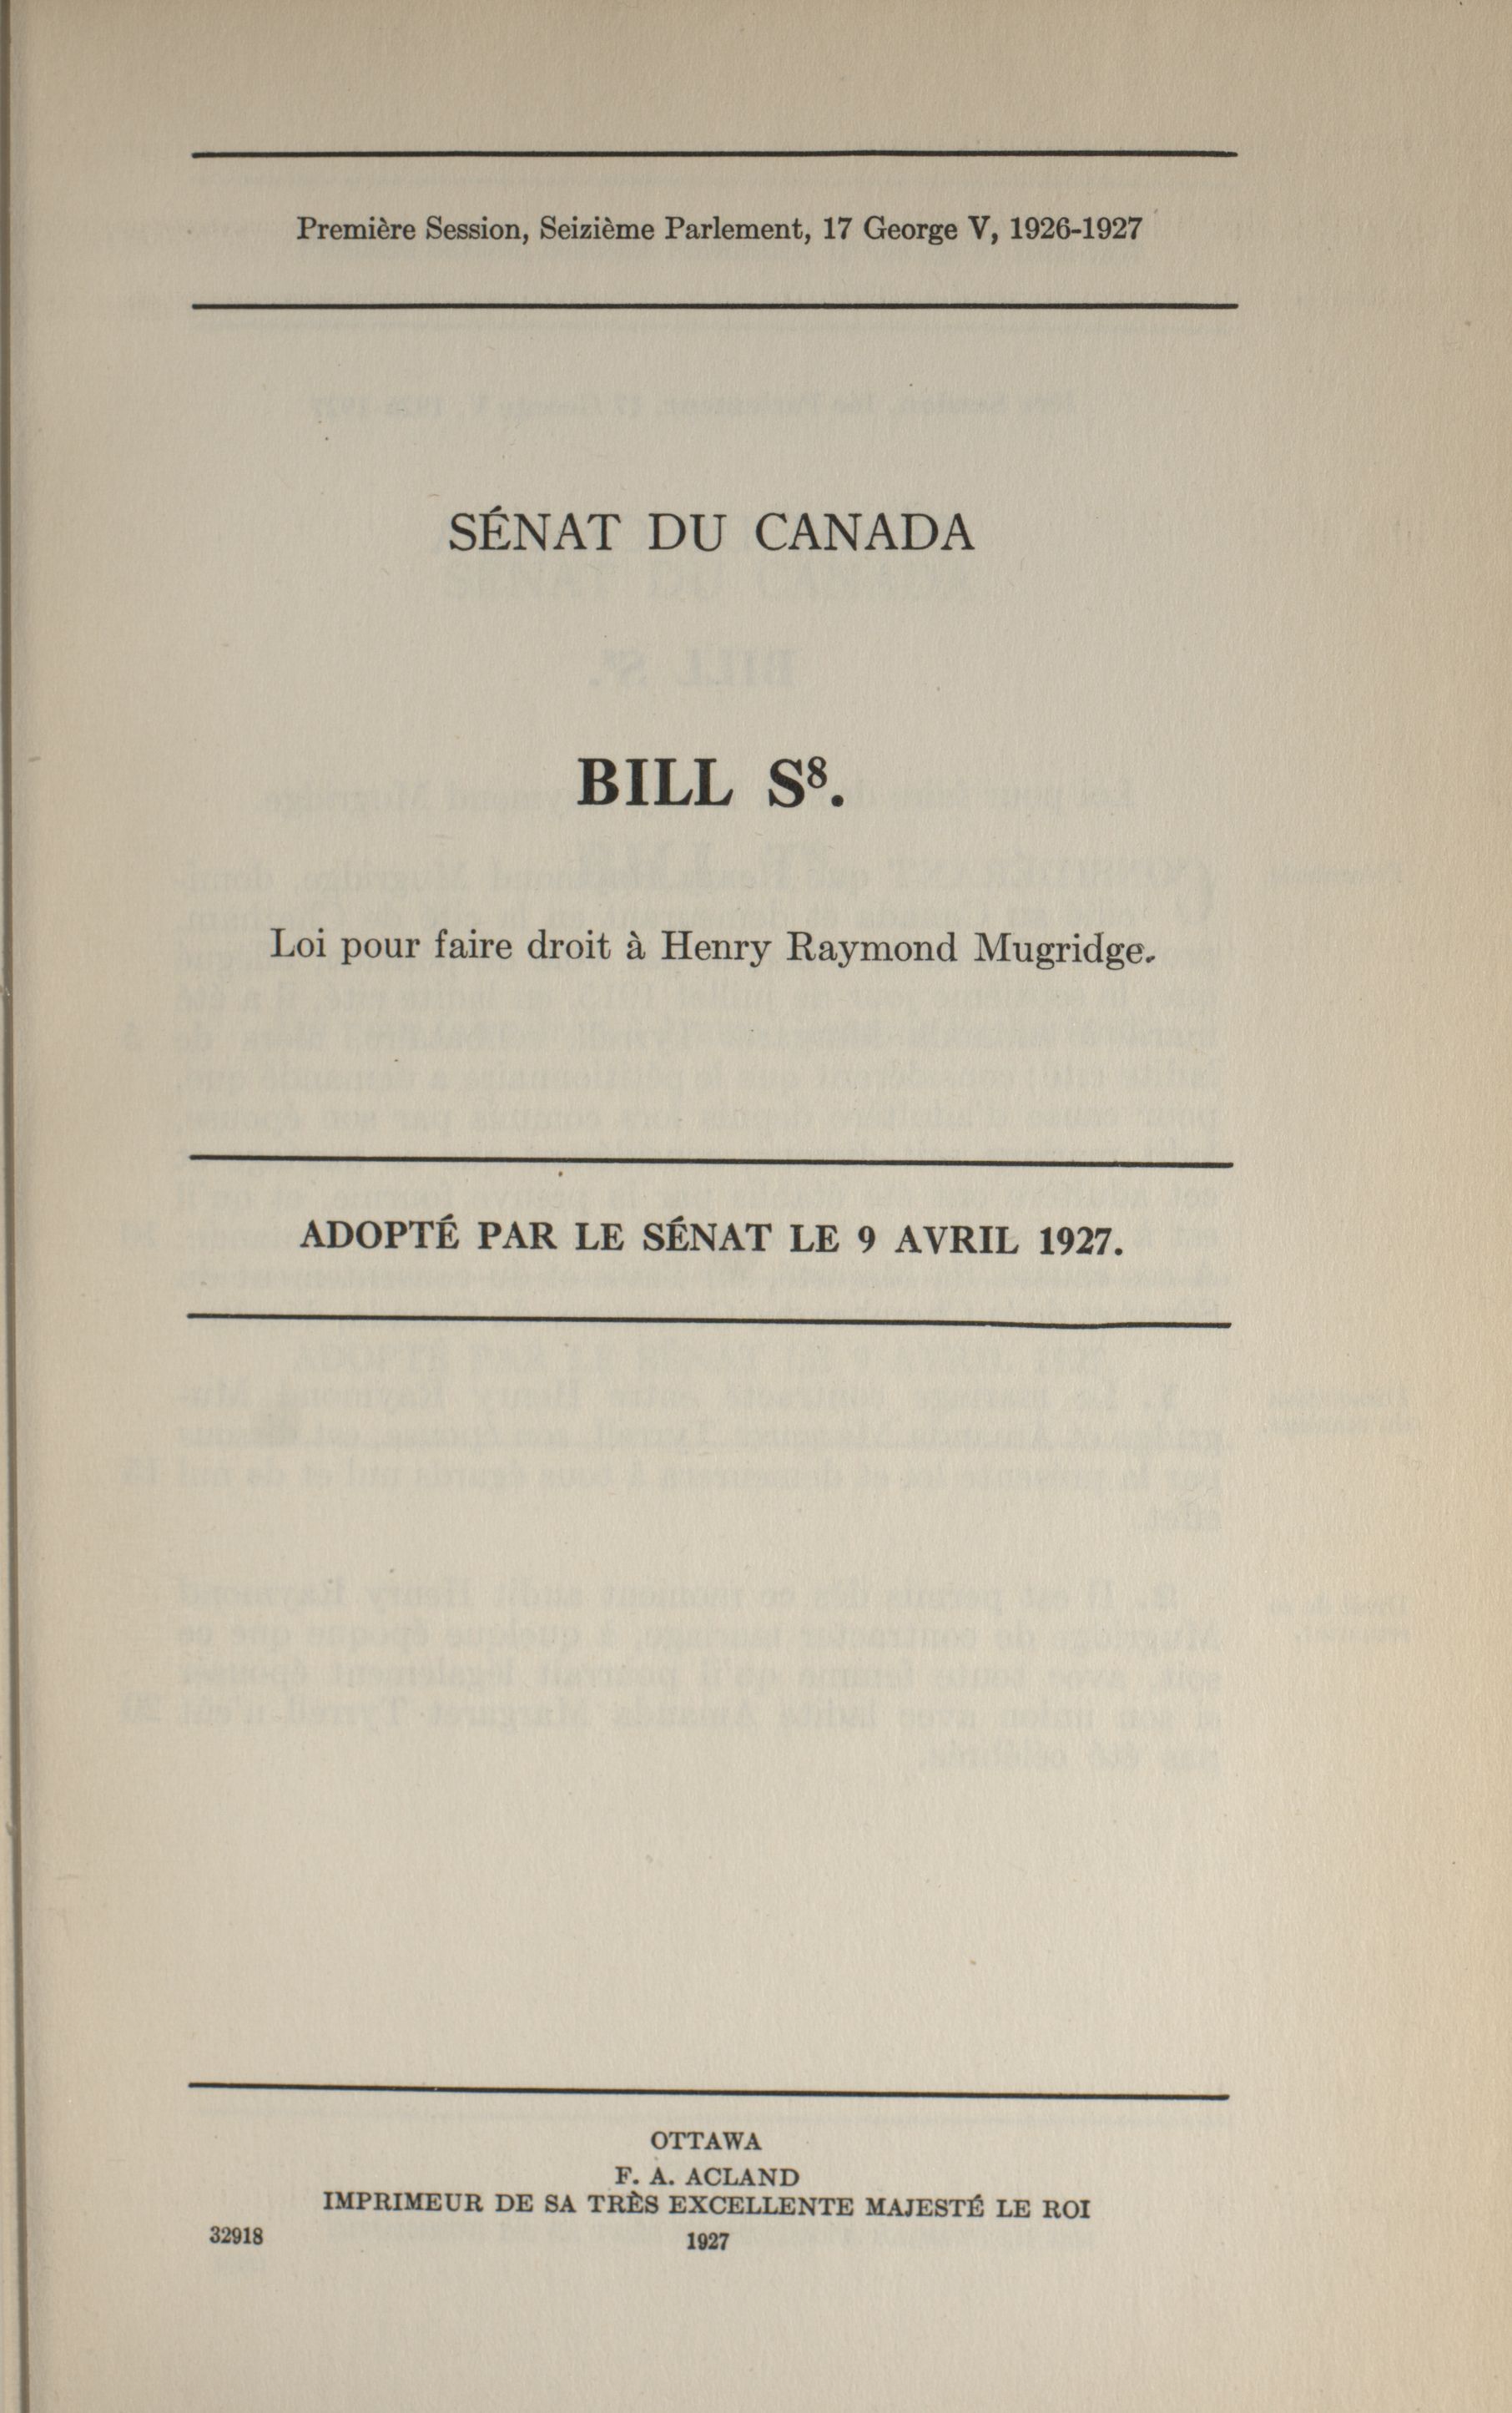 Première Session, Seizième Parlement, 17 George V, 1926-1927
SÉNAT DU CANADA
BILL S⁸.
Loi pour faire droit à Henry Raymond Mugridge.
ADOPTÉ PAR LE SÉNAT LE 9 AVRIL 1927.
OTTAWA
F. A. ACLAND
IMPRIMEUR DE SA TRÈS EXCELLENTE MAJESTÉ LE ROI
32918 1927